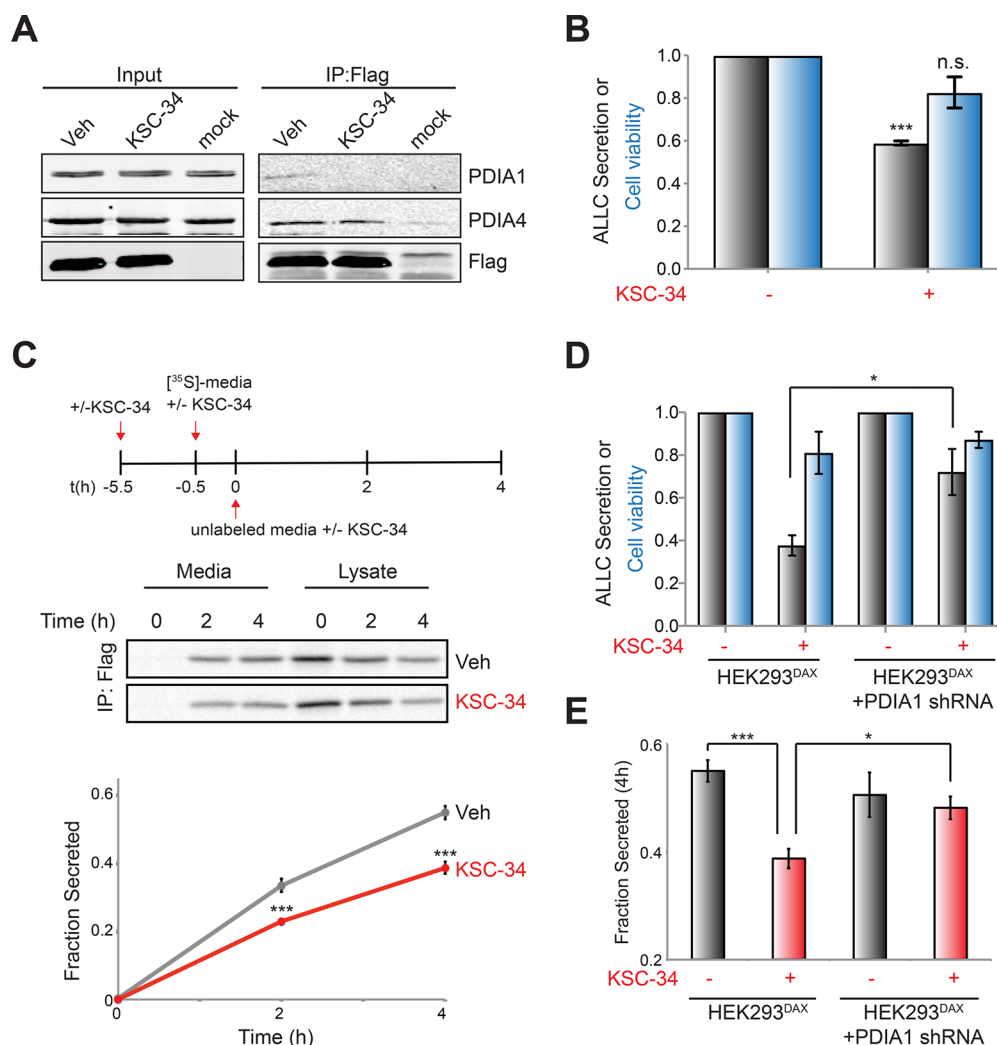 A
Input
IP:Flag
Veh KSC-34 mock Veh KSC-34 mock
PDIA1
PDIA4
Flag
B
ALLC Secretion or
Cell viability
1.0
0.8
0.6
0.4
0.2
0.0
***
n.s.
KSC-34 - +
C
[³⁵S]-media
+/-KSC-34 +/- KSC-34
t(h) -5.5 -0.5 0 2 4
unlabeled media +/- KSC-34
Media Lysate
Time (h) 0 2 4 0 2 4
IP: Flag
Veh
KSC-34
Fraction Secreted
0.6
0.4
0.2
0
Veh
***
KSC-34
***
0 2 4
Time (h)
D
ALLC Secretion or
Cell viability
*
1.0
0.8
0.6
0.4
0.2
0.0
KSC-34 - + - +
HEK293ᴰᴬˣ HEK293ᴰᴬˣ
+PDIA1 shRNA
E
Fraction Secreted (4h)
0.6
0.4
0.2
*** *
KSC-34 - + - +
HEK293ᴰᴬˣ HEK293ᴰᴬˣ
+PDIA1 shRNA